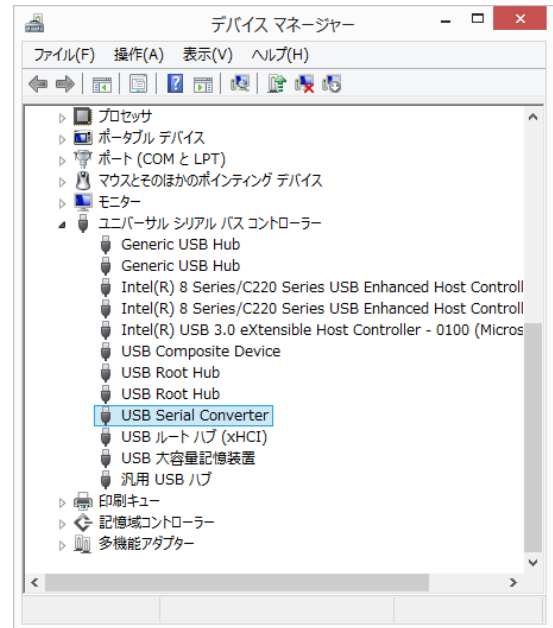 デバイス マネージャー
ファイル(F) 操作(A) 表示(V) ヘルプ(H)
プロセッサ
ポータブル デバイス
ポート (COM と LPT)
マウスとそのほかのポインティング デバイス
モニター
ユニバーサル シリアル バス コントローラー
Generic USB Hub
Generic USB Hub
Intel(R) 8 Series/C220 Series USB Enhanced Host Controll
Intel(R) 8 Series/C220 Series USB Enhanced Host Controll
Intel(R) USB 3.0 eXtensible Host Controller - 0100 (Micros
USB Composite Device
USB Root Hub
USB Root Hub
USB Serial Converter
USB ルート ハブ (xHCI)
USB 大容量記憶装置
汎用 USB ハブ
印刷キュー
記憶域コントローラー
多機能アダプター